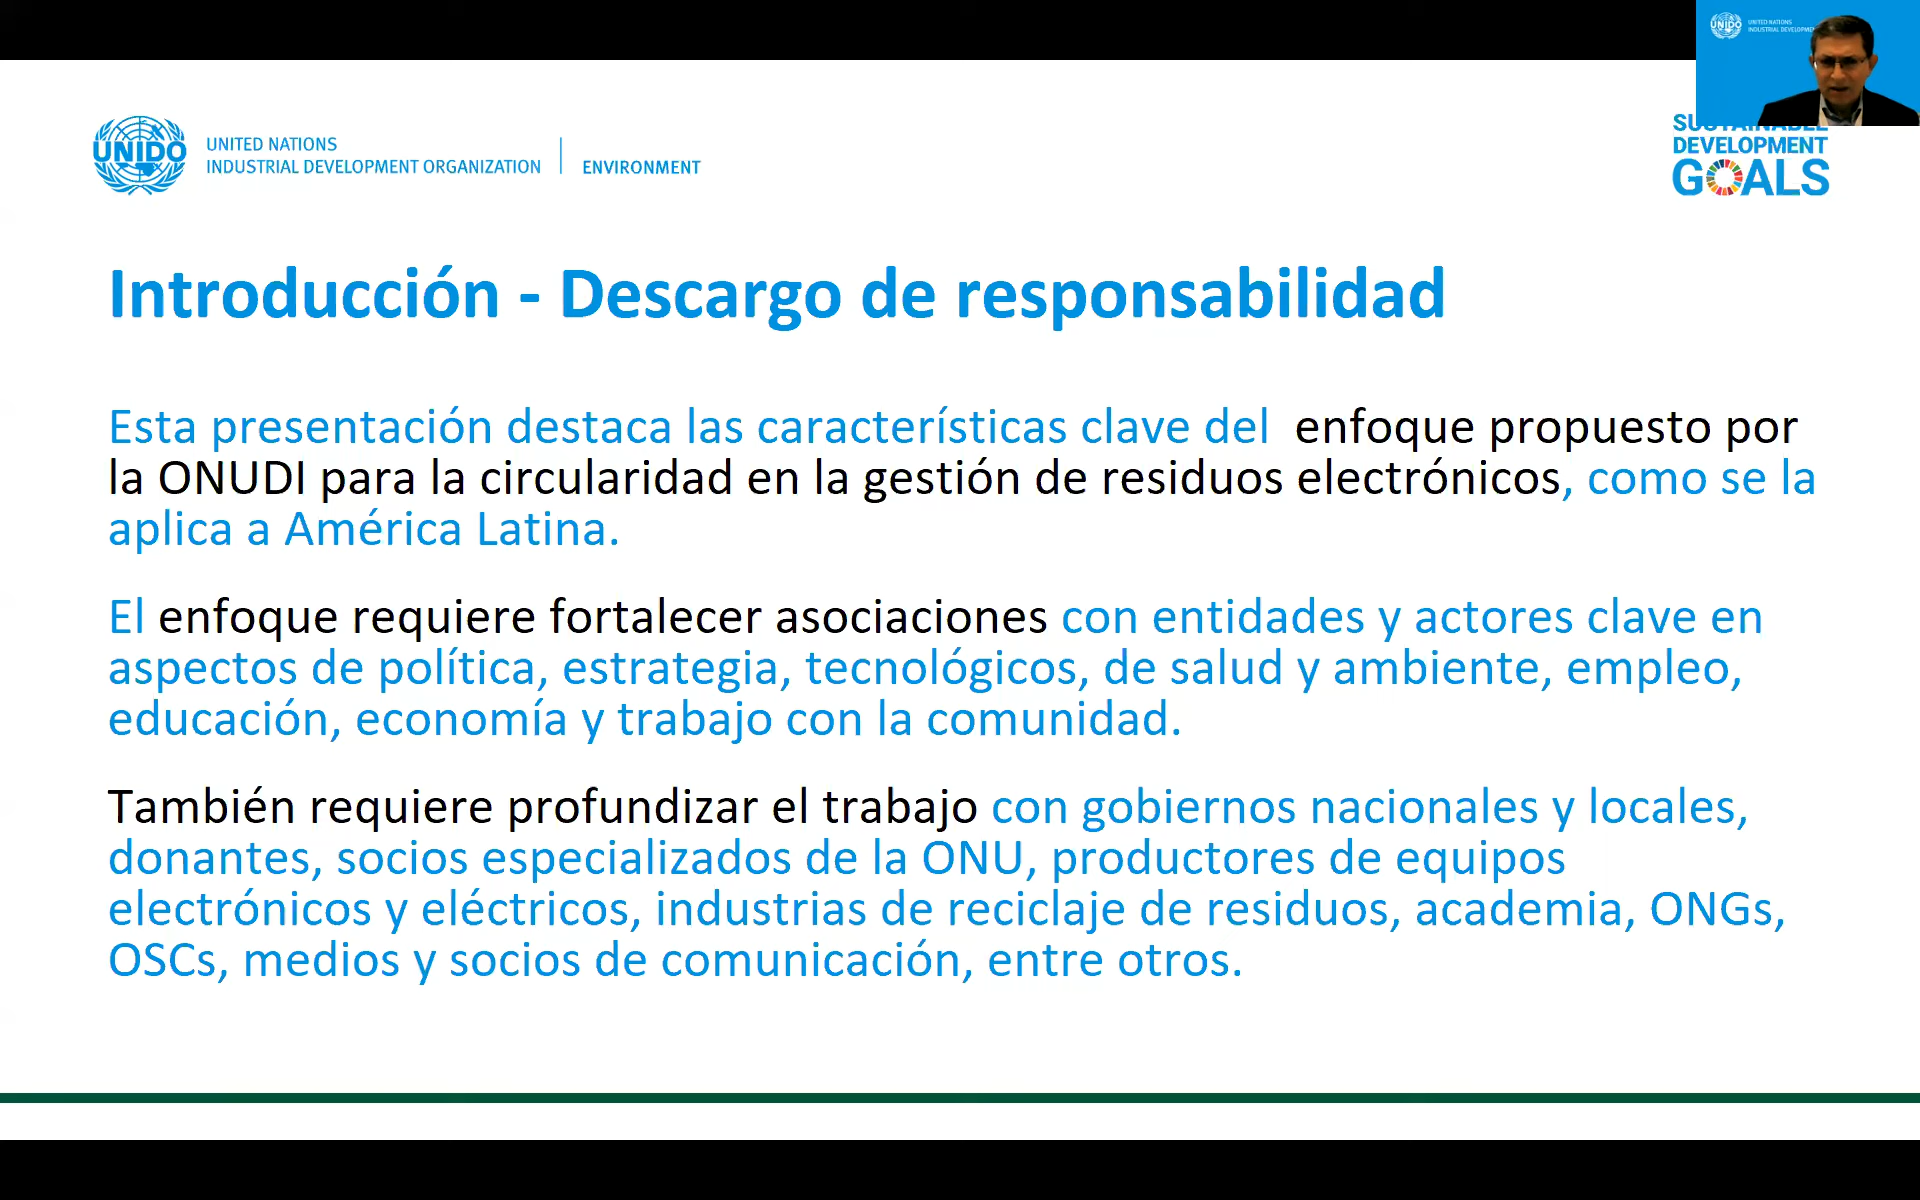 UNIDO
UNITED NATIONS
INDUSTRIAL DEVELOPMENT ORGANIZATION
ENVIRONMENT
UNIDO
UNITED NATIONS
INDUSTRIAL
SUSTAINABLE
DEVELOPMENT
GOALS
Introducción - Descargo de responsabilidad
Esta presentación destaca las características clave del enfoque propuesto por
la ONUDI para la circularidad en la gestión de residuos electrónicos, como se la
aplica a América Latina.
El enfoque requiere fortalecer asociaciones con entidades y actores clave en
aspectos de política, estrategia, tecnológicos, de salud y ambiente, empleo,
educación, economía y trabajo con la comunidad.
También requiere profundizar el trabajo con gobiernos nacionales y locales,
donantes, socios especializados de la ONU, productores de equipos
electrónicos y eléctricos, industrias de reciclaje de residuos, academia, ONGs,
OSCs, medios y socios de comunicación, entre otros.